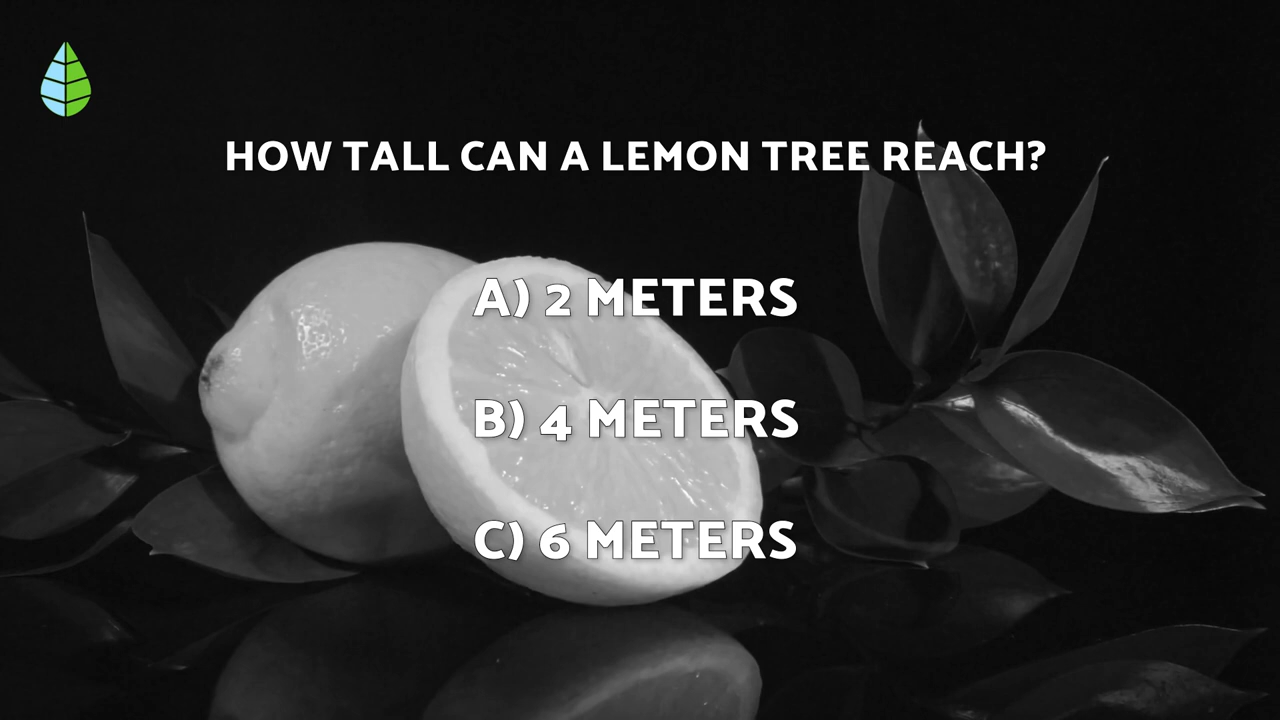 HOW TALL CAN A LEMON TREE REACH?
A) 2 METERS
B) 4 METERS
C) 6 METERS